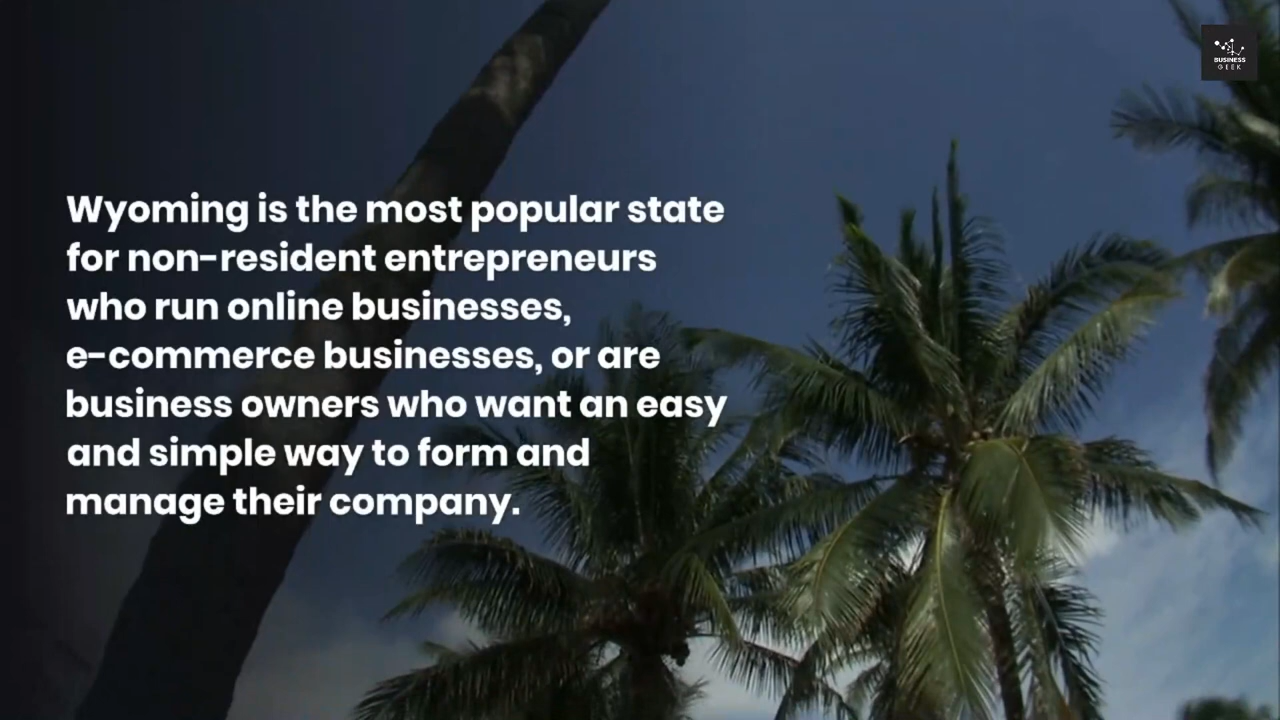 BUSINESS
GEEK
Wyoming is the most popular state
for non-resident entrepreneurs
who run online businesses,
e-commerce businesses, or are
business owners who want an easy
and simple way to form and
manage their company.